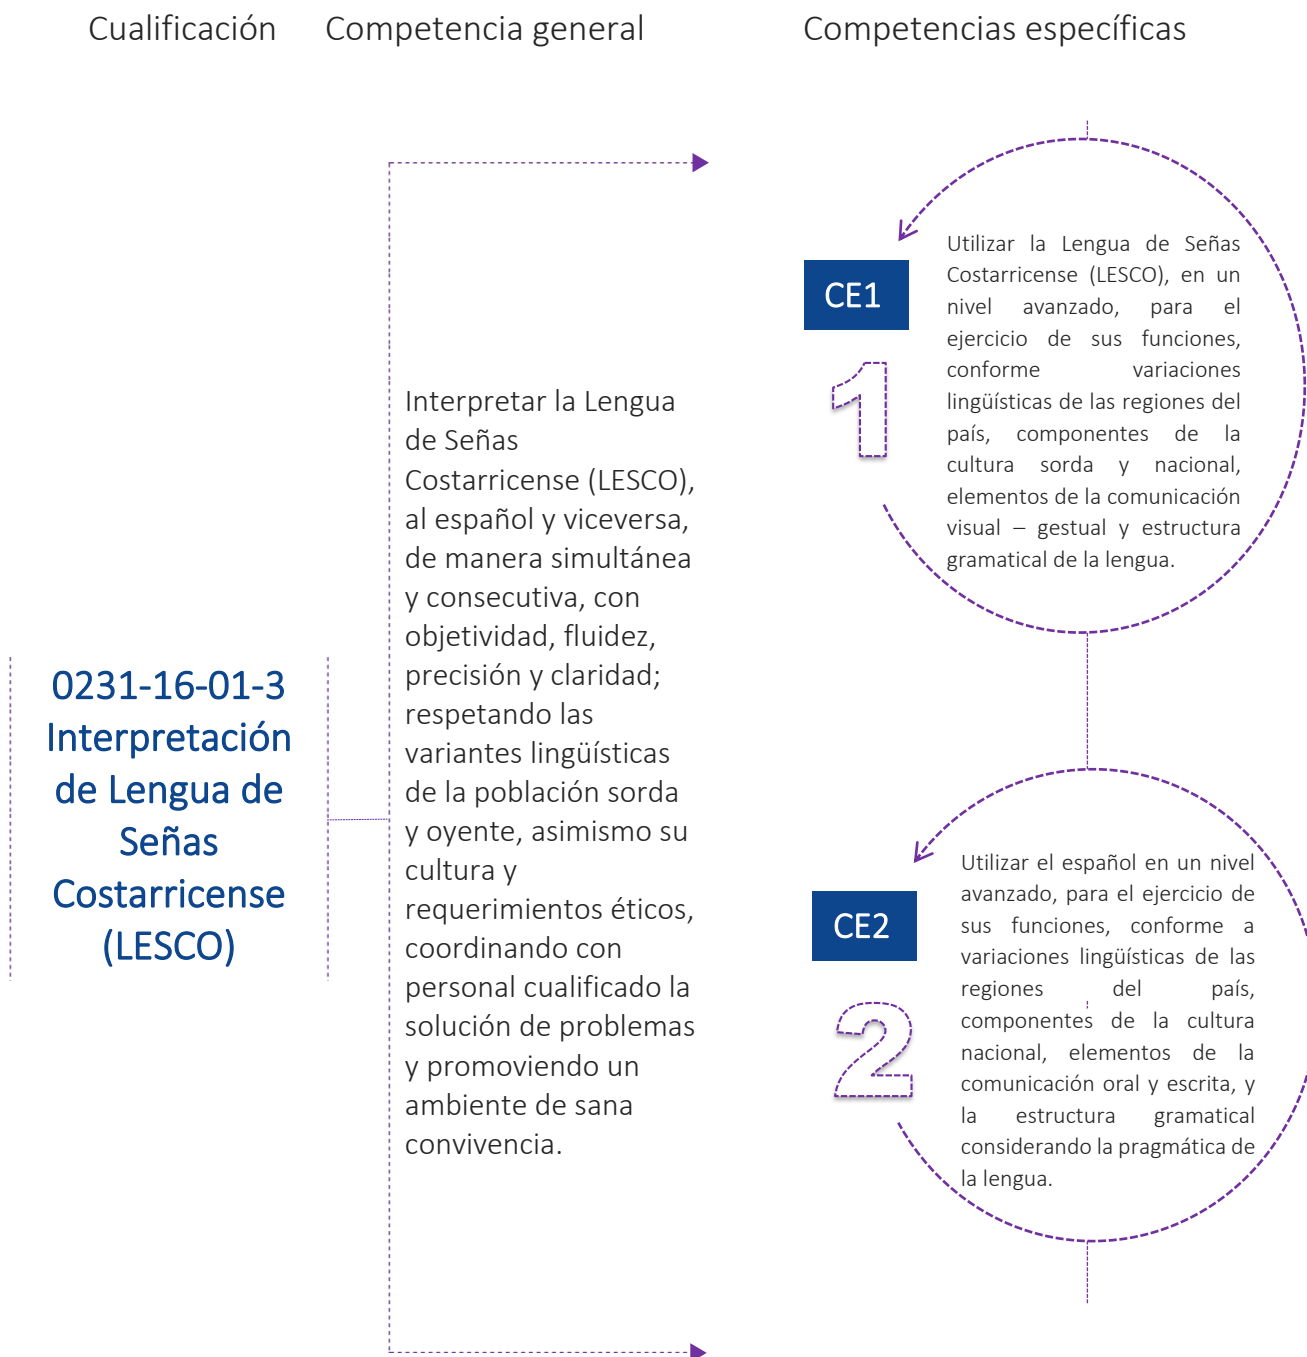 Cualificación
Competencia general
Competencias específicas
0231-16-01-3
Interpretación
de Lengua de
Señas
Costarricense
(LESCO)
Interpretar la Lengua
de Señas
Costarricense (LESCO),
al español y viceversa,
de manera simultánea
y consecutiva, con
objetividad, fluidez,
precisión y claridad;
respetando las
variantes lingüísticas
de la población sorda
y oyente, asimismo su
cultura y
requerimientos éticos,
coordinando con
personal cualificado la
solución de problemas
y promoviendo un
ambiente de sana
convivencia.
CE1
1
Utilizar la Lengua de Señas
Costarricense (LESCO), en un
nivel avanzado, para el
ejercicio de sus funciones,
conforme variaciones
lingüísticas de las regiones del
país, componentes de la
cultura sorda y nacional,
elementos de la comunicación
visual – gestual y estructura
gramatical de la lengua.
CE2
2
Utilizar el español en un nivel
avanzado, para el ejercicio de
sus funciones, conforme a
variaciones lingüísticas de las
regiones del país,
componentes de la cultura
nacional, elementos de la
comunicación oral y escrita, y
la estructura gramatical
considerando la pragmática de
la lengua.